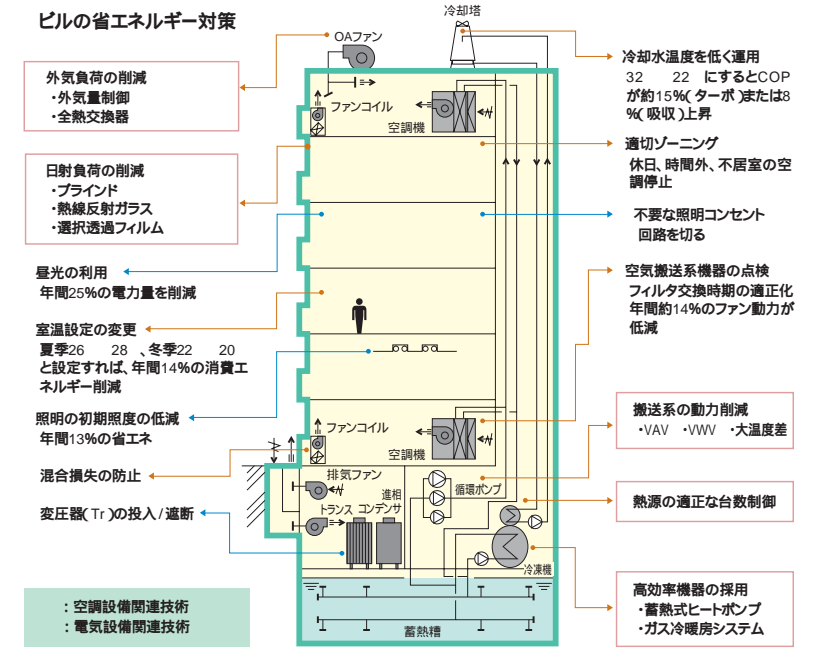 ビルの省エネルギー対策
冷却塔
OAファン
外気負荷の削減
・外気量制御
・全熱交換器
日射負荷の削減
・ブラインド
・熱線反射ガラス
・選択透過フィルム
昼光の利用
年間25%の電力量を削減
室温設定の変更
夏季26 28 、冬季22 20
と設定すれば、年間14%の消費エ
ネルギー削減
照明の初期照度の低減
年間13%の省エネ
混合損失の防止
変圧器(Tr)の投入/遮断
：空調設備関連技術
：電気設備関連技術
ファンコイル
空調機
ファンコイル
空調機
排気ファン
循環ポンプ
進相
トランス コンデンサ
冷凍機
蓄熱糟
冷却水温度を低く運用
32 22 にするとCOP
が約15%(ターボ)または8
%(吸収)上昇
適切ゾーニング
休日、時間外、不居室の空
調停止
不要な照明コンセント
回路を切る
空気搬送系機器の点検
フィルタ交換時期の適正化
年間約14%のファン動力が
低減
搬送系の動力削減
・VAV ・VWV ・大温度差
熱源の適正な台数制御
高効率機器の採用
・蓄熱式ヒートポンプ
・ガス冷暖房システム